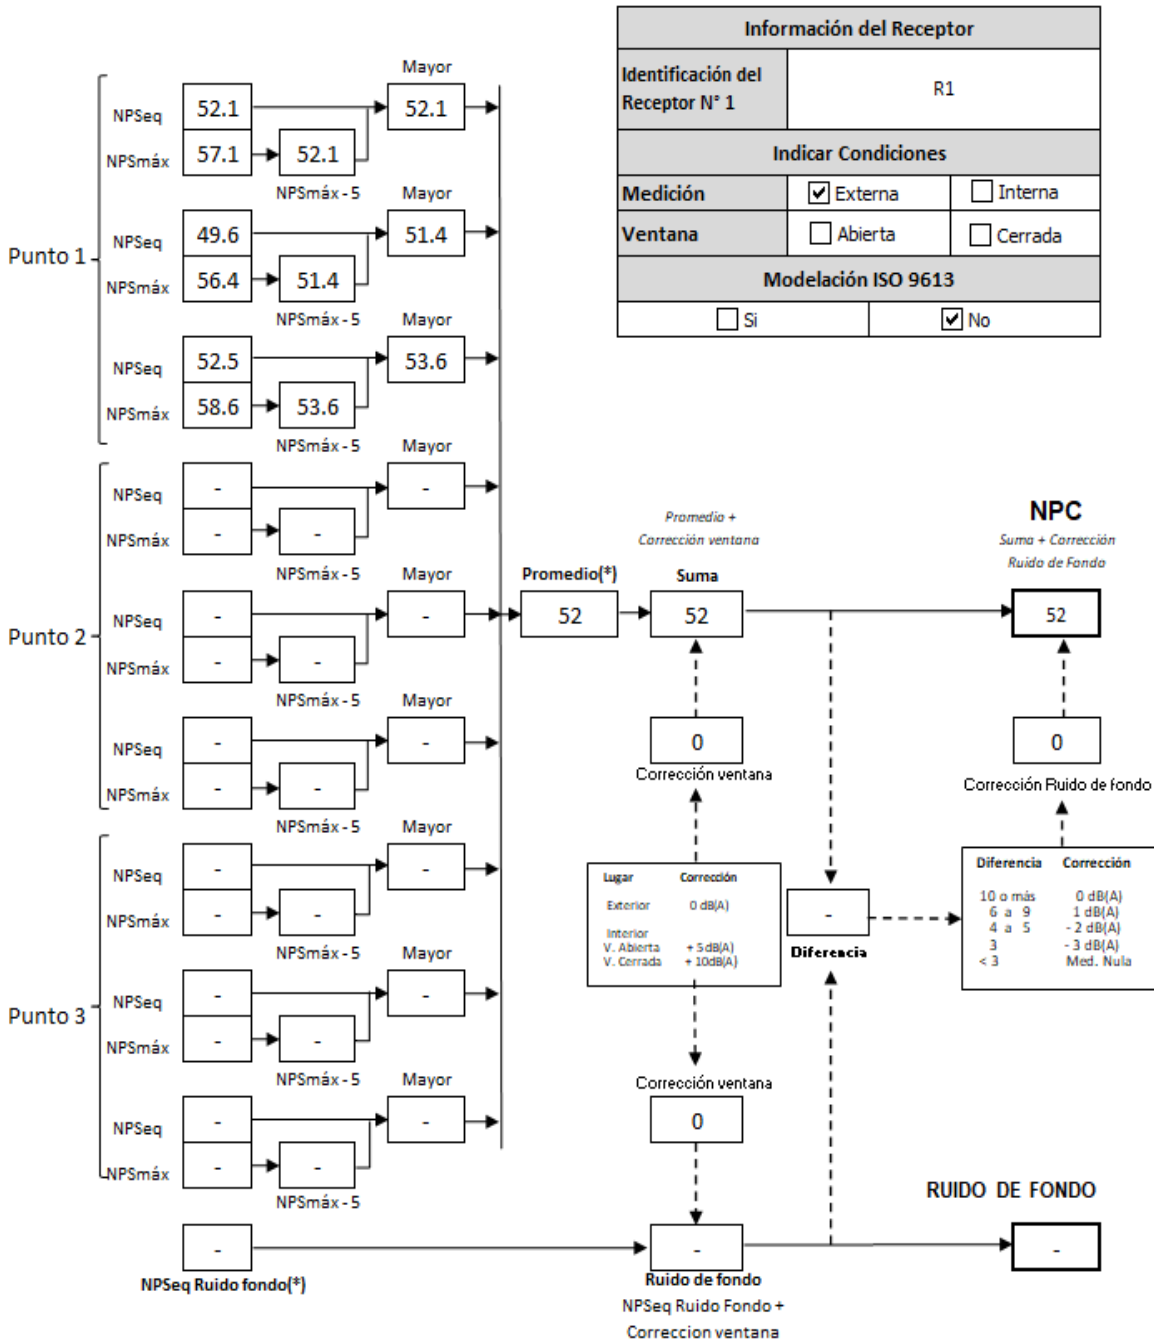 Información del Receptor
Identificación del
Receptor N° 1
R1
Indicar Condiciones
Medición
Externa
Interna
Ventana
Abierta
Cerrada
Modelación ISO 9613
Si
No
Punto 1
Mayor
NPSeq
52.1
52.1
NPSmáx
57.1
52.1
NPSmáx - 5
Mayor
NPSeq
49.6
51.4
NPSmáx
56.4
51.4
NPSmáx - 5
Mayor
NPSeq
52.5
53.6
NPSmáx
58.6
53.6
NPSmáx - 5
Punto 2
Mayor
NPSeq
-
-
NPSmáx
-
-
NPSmáx - 5
Mayor
NPSeq
-
-
NPSmáx
-
-
NPSmáx - 5
Mayor
NPSeq
-
-
NPSmáx
-
-
NPSmáx - 5
Punto 3
Mayor
NPSeq
-
-
NPSmáx
-
-
NPSmáx - 5
Mayor
NPSeq
-
-
NPSmáx
-
-
NPSmáx - 5
Mayor
NPSeq
-
-
NPSmáx
-
-
NPSmáx - 5
Promedio(*)
52
Promedio +
Corrección ventana
Suma
52
0
Corrección ventana
Lugar Corrección
Exterior 0 dB(A)
Interior
V. Abierta + 5 dB(A)
V. Cerrada + 10dB(A)
Corrección ventana
0
-
Diferencia
NPC
Suma + Corrección
Ruido de Fondo
52
0
Corrección Ruido de fondo
Diferencia Corrección
10 o más 0 dB(A)
6 a 9 1 dB(A)
4 a 5 - 2 dB(A)
3 - 3 dB(A)
< 3 Med. Nula
-
NPSeq Ruido fondo(*)
-
Ruido de fondo
NPSeq Ruido Fondo +
Correccion ventana
RUIDO DE FONDO
-